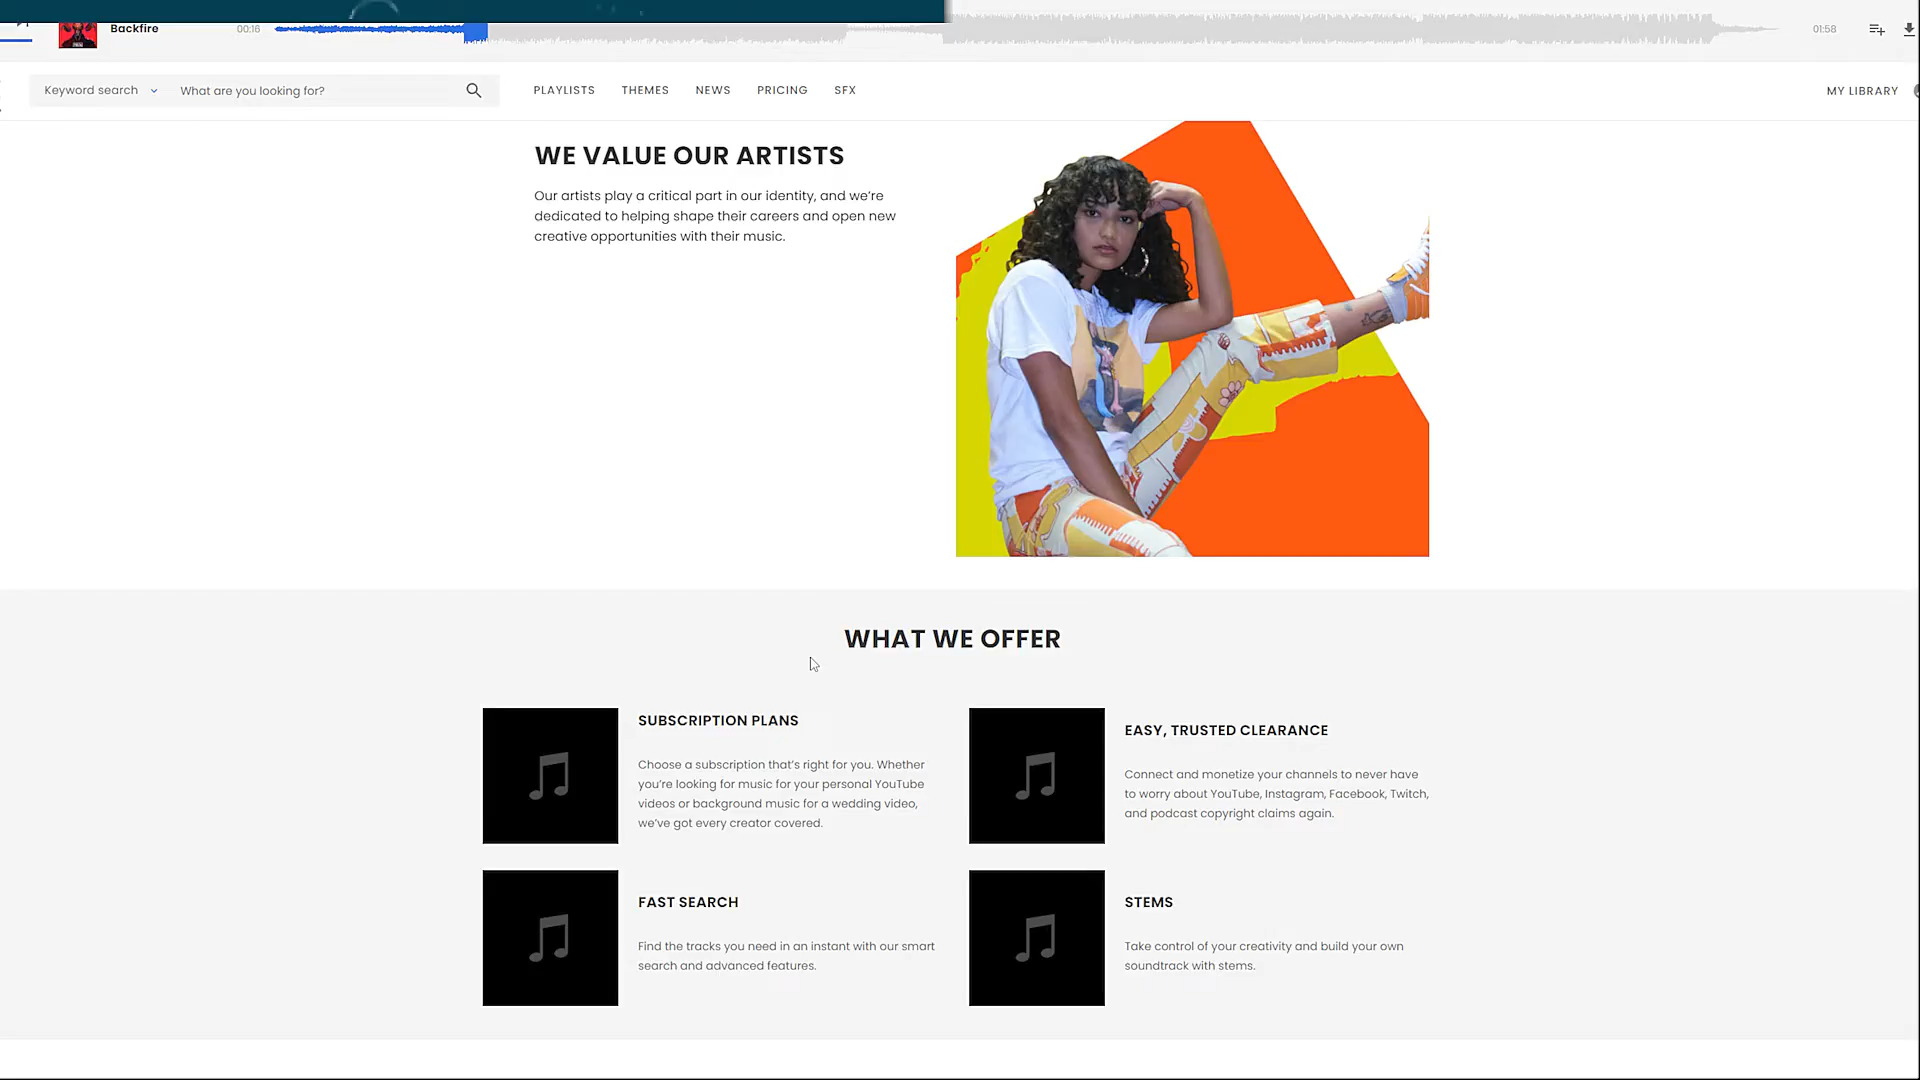 Backfire
00:16
01:58
Keyword search
What are you looking for?
PLAYLISTS
THEMES
NEWS
PRICING
SFX
MY LIBRARY
WE VALUE OUR ARTISTS
Our artists play a critical part in our identity, and we’re
dedicated to helping shape their careers and open new
creative opportunities with their music.
WHAT WE OFFER
SUBSCRIPTION PLANS
Choose a subscription that’s right for you. Whether
you’re looking for music for your personal YouTube
videos or background music for a wedding video,
we’ve got every creator covered.
EASY, TRUSTED CLEARANCE
Connect and monetize your channels to never have
to worry about YouTube, Instagram, Facebook, Twitch,
and podcast copyright claims again.
FAST SEARCH
Find the tracks you need in an instant with our smart
search and advanced features.
STEMS
Take control of your creativity and build your own
soundtrack with stems.